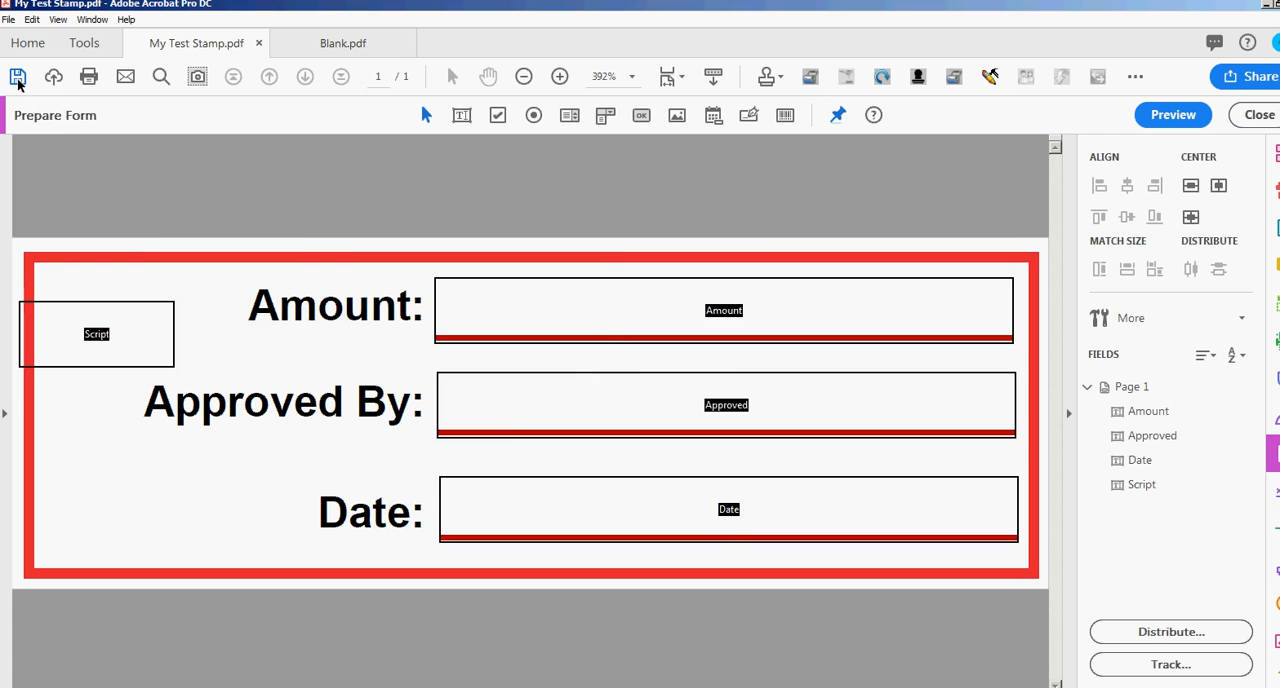 My Test Stamp.pdf - Adobe Acrobat Pro DC
File Edit View Window Help
Home Tools My Test Stamp.pdf × Blank.pdf
1 / 1 392% Share
Prepare Form OK Preview Close
ALIGN CENTER
MATCH SIZE DISTRIBUTE
More
FIELDS
Page 1
Amount
Approved
Date
Script
Distribute...
Track...
Script
Amount: Amount
Approved By: Approved
Date: Date